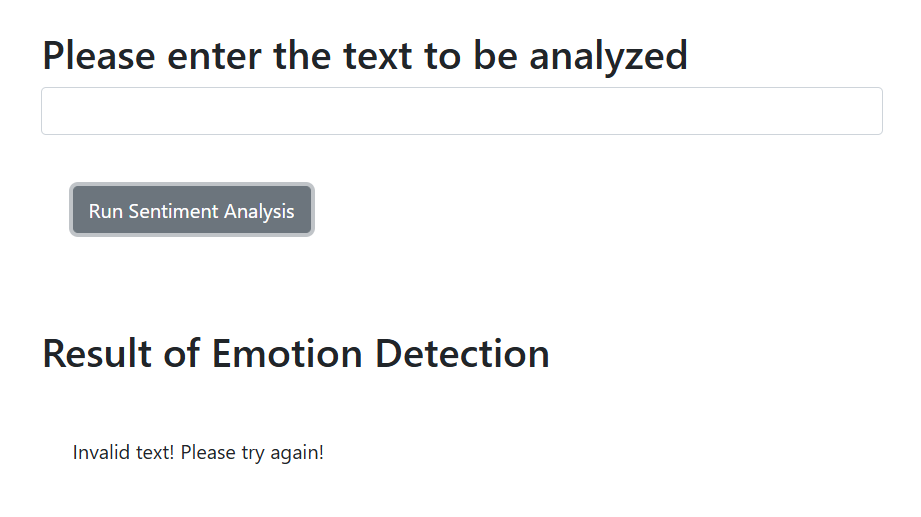 Please enter the text to be analyzed
Run Sentiment Analysis
Result of Emotion Detection
Invalid text! Please try again!